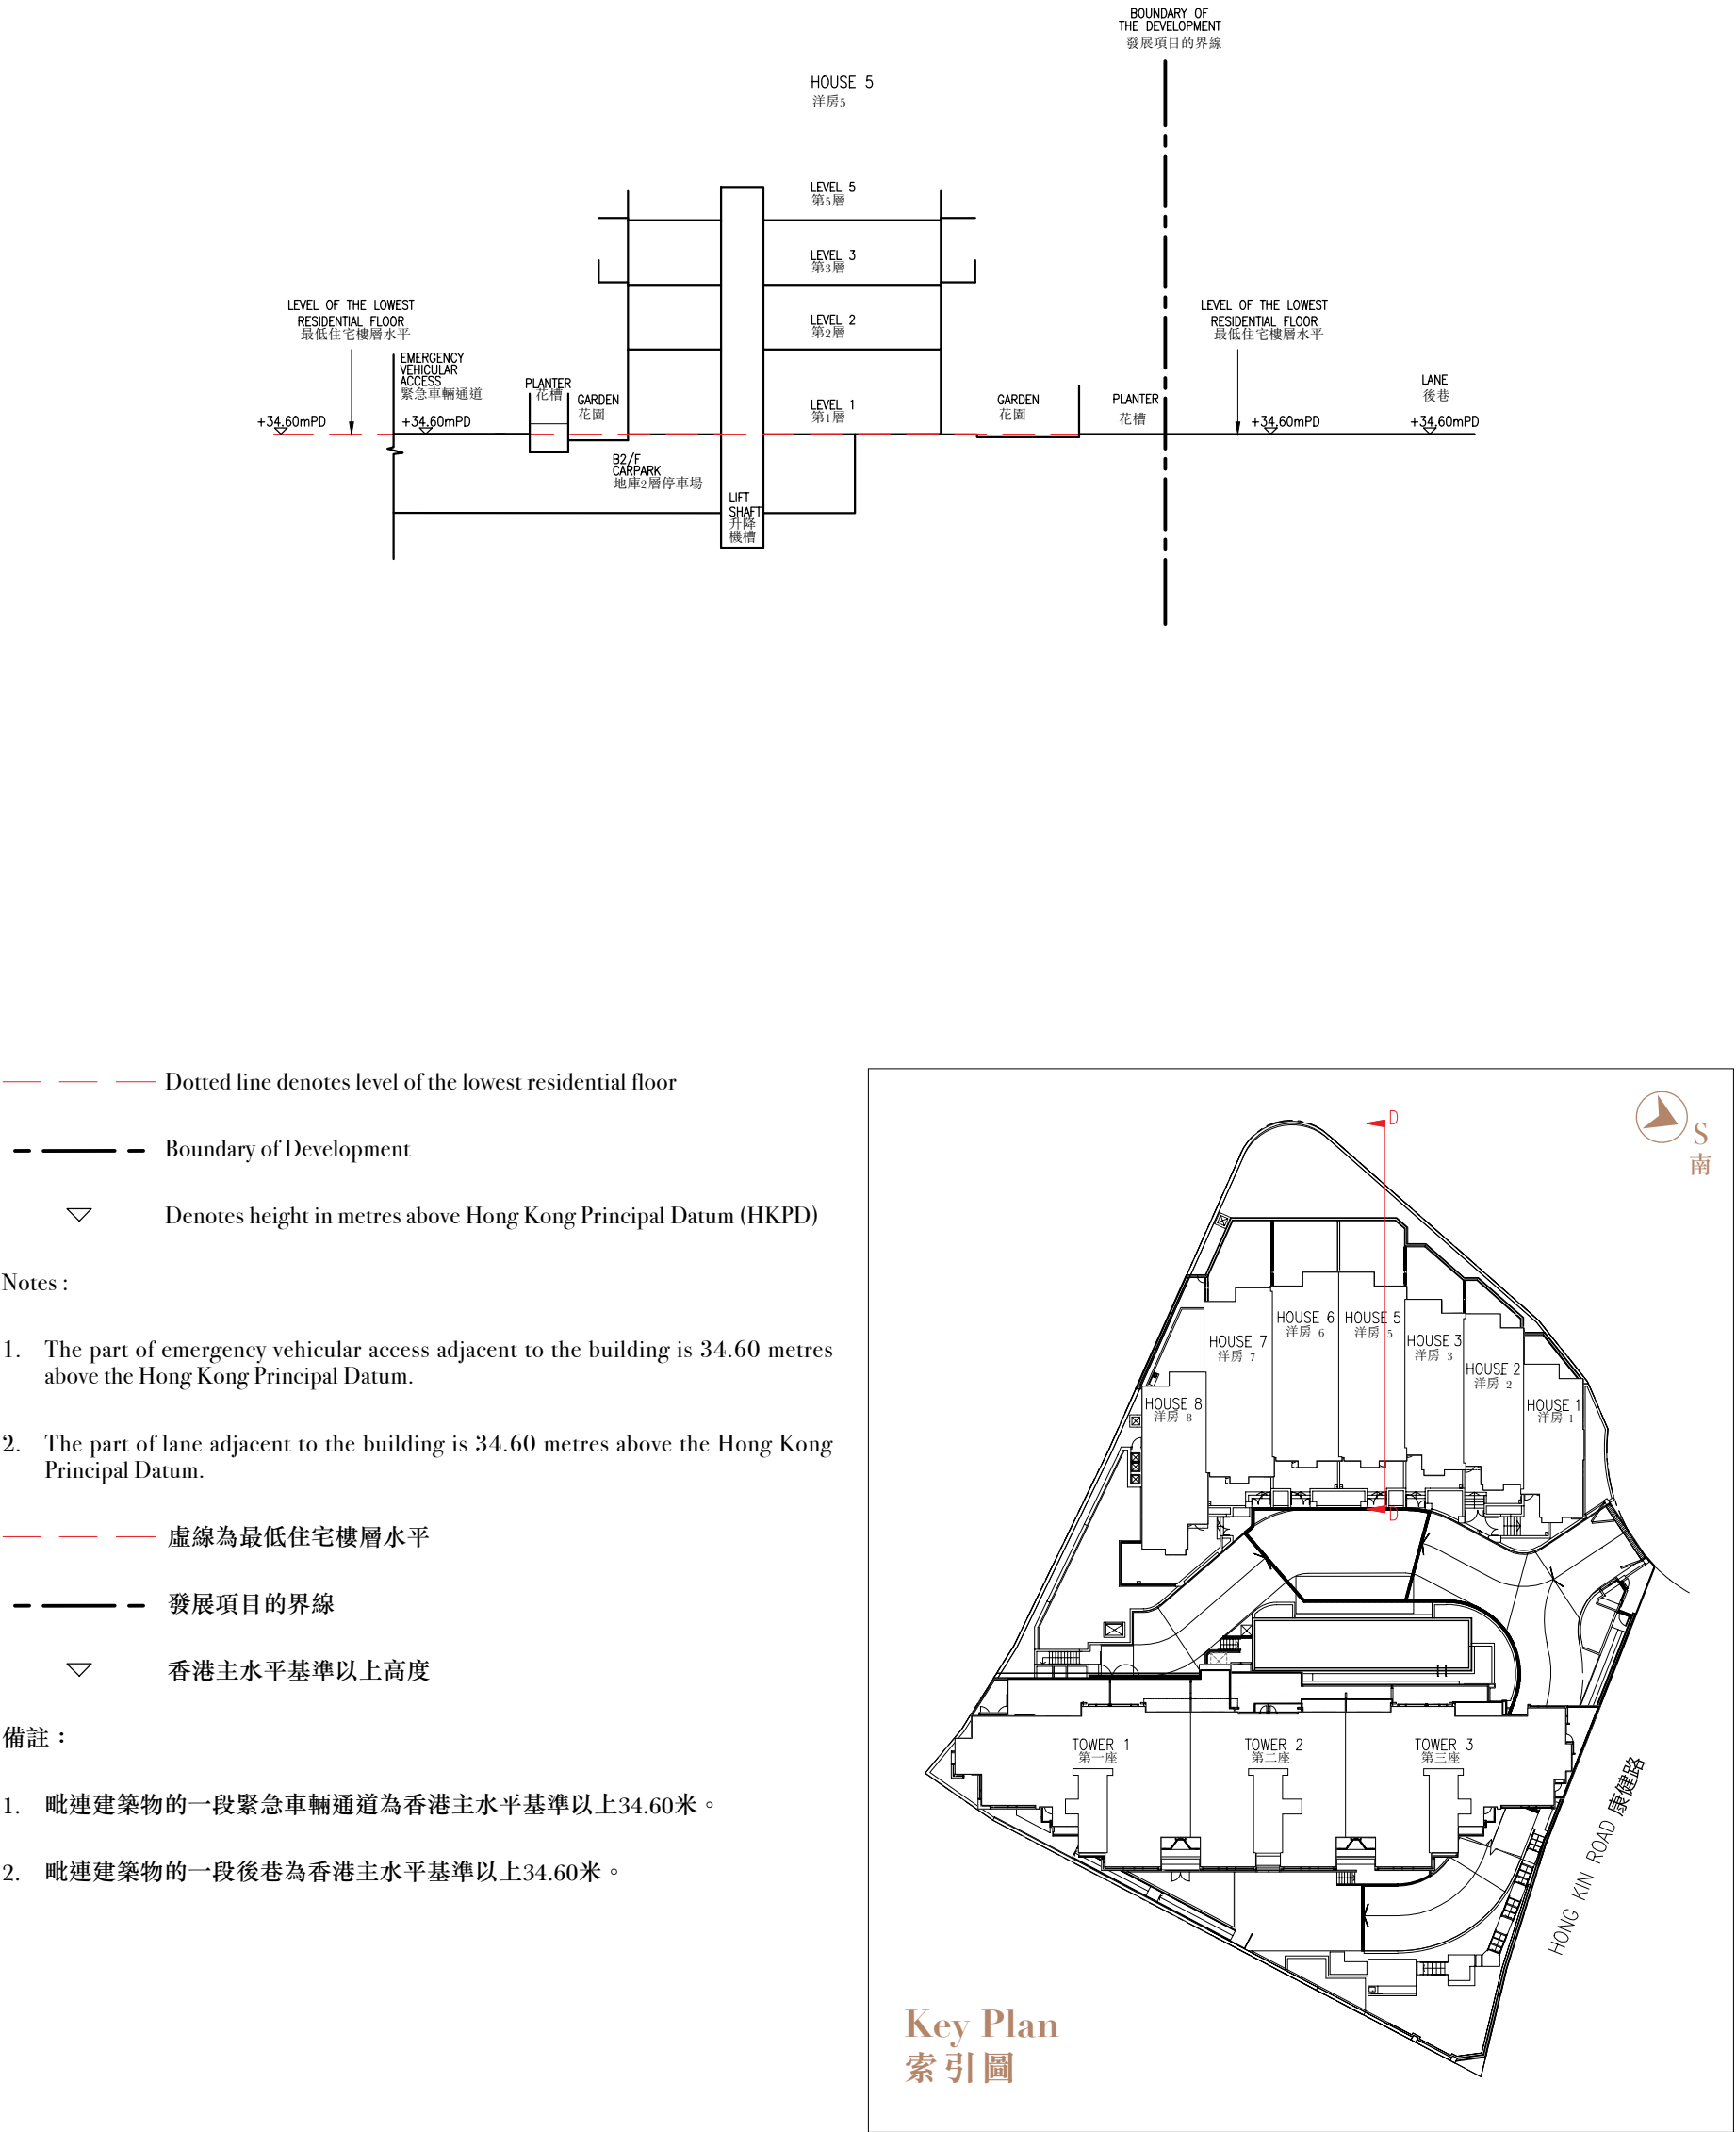 BOUNDARY OF
THE DEVELOPMENT
發展項目的界線
HOUSE 5
洋房5
LEVEL 5
第5層
LEVEL 3
第3層
LEVEL 2
第2層
LEVEL 1
第1層
LEVEL OF THE LOWEST
RESIDENTIAL FLOOR
最低住宅樓層水平
EMERGENCY
VEHICULAR
ACCESS
緊急車輛通道
+34.60mPD
+34.60mPD
PLANTER
花槽
GARDEN
花園
B2/F
CARPARK
地庫2層停車場
LIFT
SHAFT
升降
機槽
GARDEN
花園
PLANTER
花槽
LEVEL OF THE LOWEST
RESIDENTIAL FLOOR
最低住宅樓層水平
+34.60mPD
LANE
後巷
+34.60mPD
Dotted line denotes level of the lowest residential floor
Boundary of Development
Denotes height in metres above Hong Kong Principal Datum (HKPD)
Notes :
1. The part of emergency vehicular access adjacent to the building is 34.60 metres
above the Hong Kong Principal Datum.
2. The part of lane adjacent to the building is 34.60 metres above the Hong Kong
Principal Datum.
虛線為最低住宅樓層水平
發展項目的界線
香港主水平基準以上高度
備註：
1. 毗連建築物的一段緊急車輛通道為香港主水平基準以上34.60米。
2. 毗連建築物的一段後巷為香港主水平基準以上34.60米。
S
南
D
HOUSE 6
洋房 6
HOUSE 5
洋房 5
HOUSE 7
洋房 7
HOUSE 3
洋房 3
HOUSE 2
洋房 2
HOUSE 8
洋房 8
HOUSE 1
洋房 1
D
TOWER 1
第一座
TOWER 2
第二座
TOWER 3
第三座
HONG KIN ROAD 康健路
Key Plan
索引圖